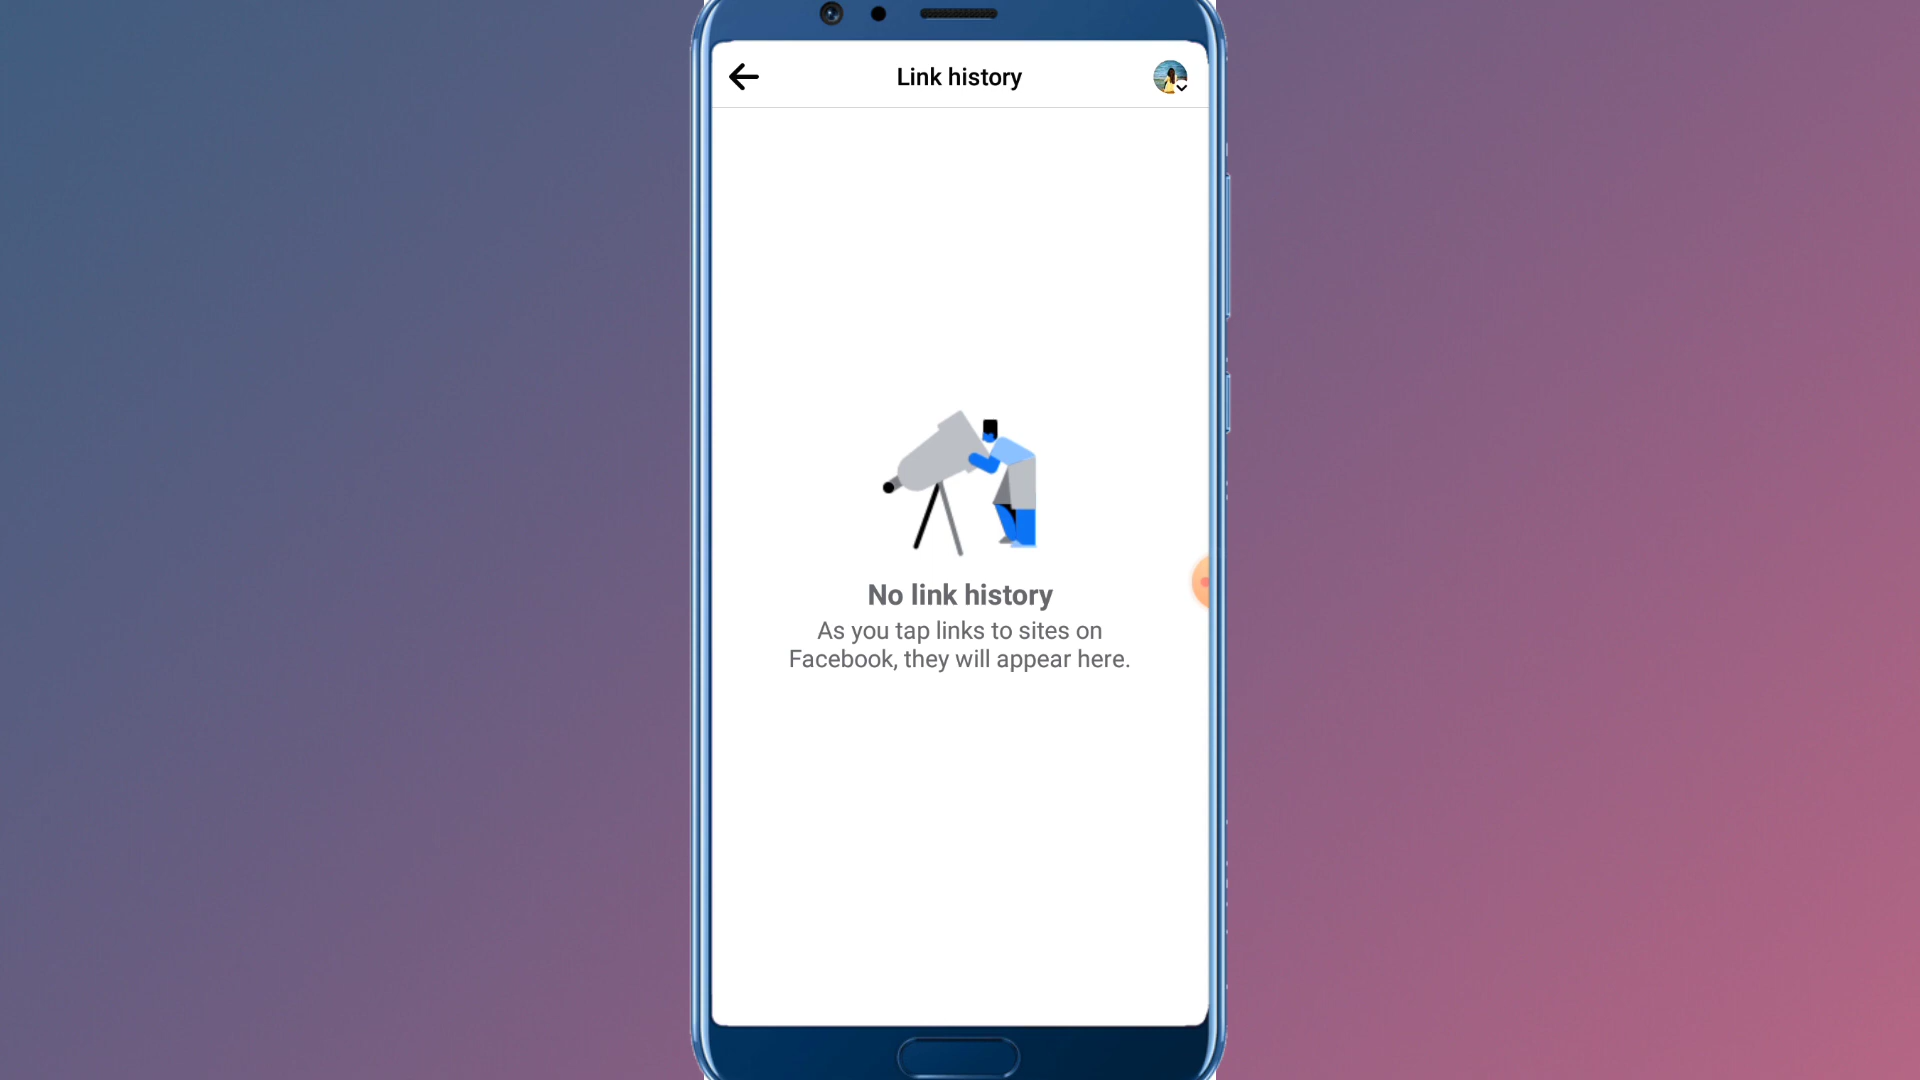 Link history
No link history
As you tap links to sites on
Facebook, they will appear here.